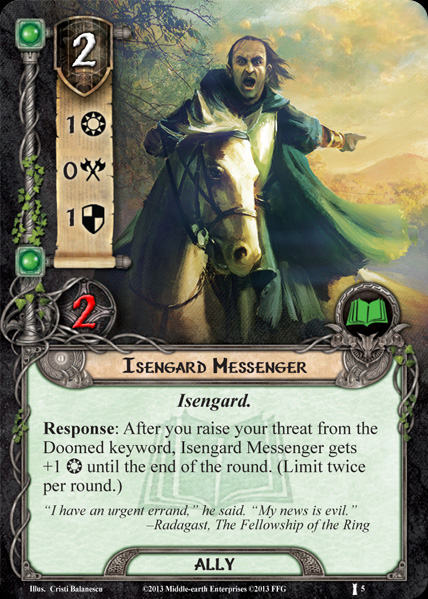 2
1
0
1
2
Isengard Messenger
Isengard.
Response: After you raise your threat from the
Doomed keyword, Isengard Messenger gets
+1 until the end of the round. (Limit twice
per round.)
“I have an urgent errand,” he said. “My news is evil.”
–Radagast, The Fellowship of the Ring
ALLY
Illus. Cristi Balanescu ©2013 Middle-earth Enterprises ©2013 FFG 5